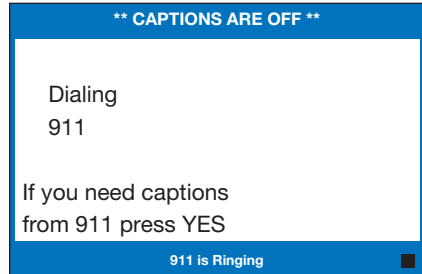 ** CAPTIONS ARE OFF **
Dialing
911
If you need captions
from 911 press YES
911 is Ringing